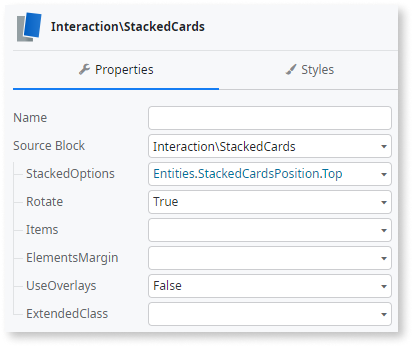 Interaction\StackedCards
Properties
Styles
Name
Source Block Interaction\StackedCards
StackedOptions Entities.StackedCardsPosition.Top
Rotate True
Items
ElementsMargin
UseOverlays False
ExtendedClass